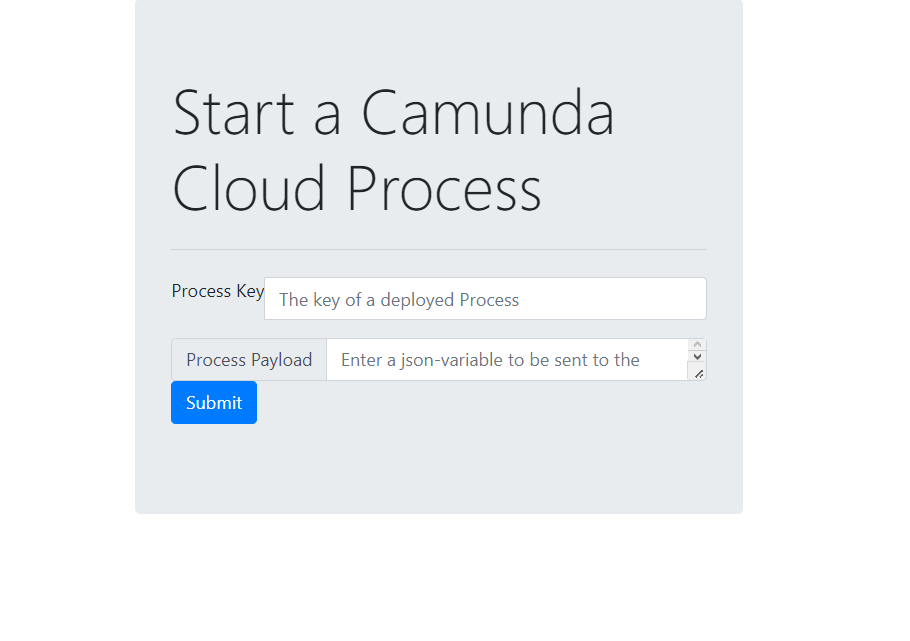 Start a Camunda
Cloud Process
Process Key
The key of a deployed Process
Process Payload
Enter a json-variable to be sent to the
Submit